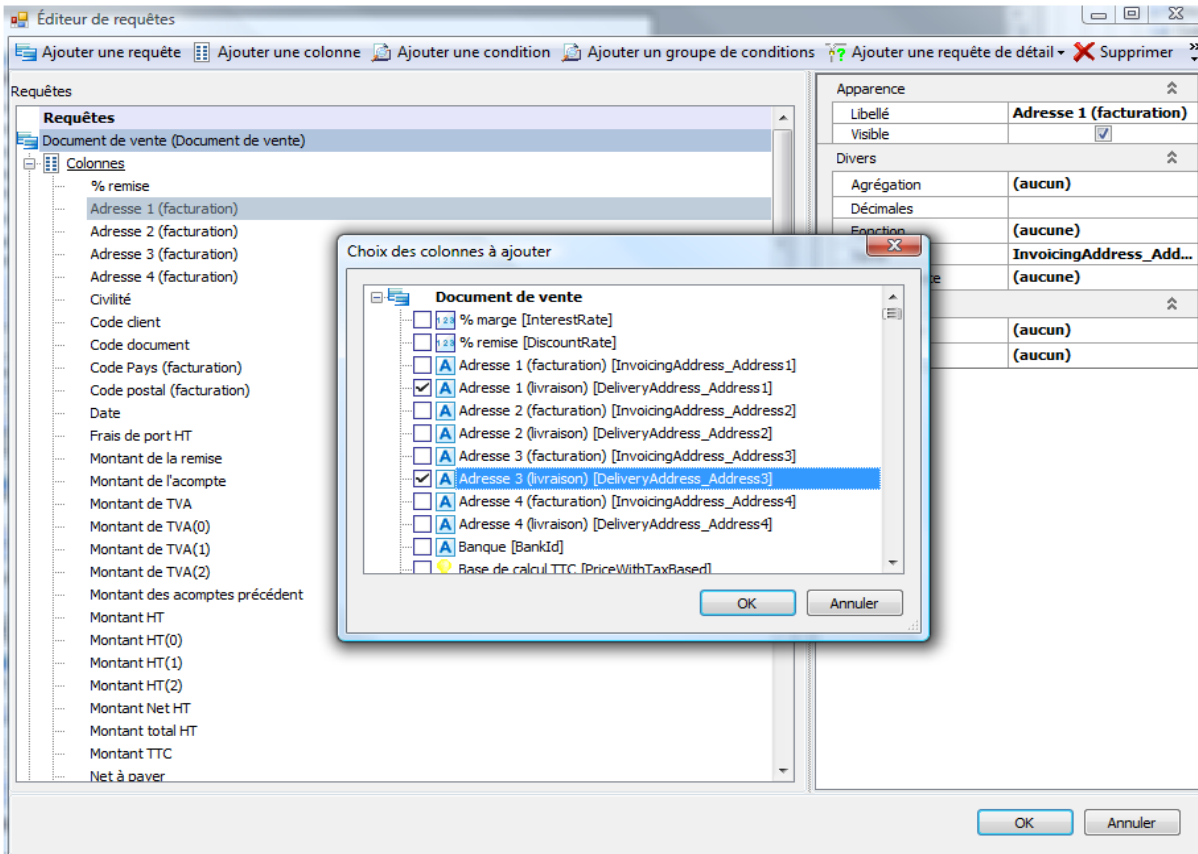 Éditeur de requêtes
Ajouter une requête Ajouter une colonne Ajouter une condition Ajouter un groupe de conditions Ajouter une requête de détail Supprimer
Requêtes
Requêtes
Document de vente (Document de vente)
Colonnes
% remise
Adresse 1 (facturation)
Adresse 2 (facturation)
Adresse 3 (facturation)
Adresse 4 (facturation)
Civilité
Code client
Code document
Code Pays (facturation)
Code postal (facturation)
Date
Frais de port HT
Montant de la remise
Montant de l'acompte
Montant de TVA
Montant de TVA(0)
Montant de TVA(1)
Montant de TVA(2)
Montant des acomptes précédent
Montant HT
Montant HT(0)
Montant HT(1)
Montant HT(2)
Montant Net HT
Montant total HT
Montant TTC
Net à payer
Choix des colonnes à ajouter
Document de vente
% marge [InterestRate]
% remise [DiscountRate]
Adresse 1 (facturation) [InvoicingAddress_Address1]
Adresse 1 (livraison) [DeliveryAddress_Address1]
Adresse 2 (facturation) [InvoicingAddress_Address2]
Adresse 2 (livraison) [DeliveryAddress_Address2]
Adresse 3 (facturation) [InvoicingAddress_Address3]
Adresse 3 (livraison) [DeliveryAddress_Address3]
Adresse 4 (facturation) [InvoicingAddress_Address4]
Adresse 4 (livraison) [DeliveryAddress_Address4]
Banque [BankId]
Base de calcul TTC [PriceWithTaxBased]
OK Annuler
Apparence
Libellé Adresse 1 (facturation)
Visible
Divers
Agrégation (aucun)
Décimales
Fonction (aucune)
InvoicingAddress_Add...
(aucune)
(aucun)
(aucun)
OK Annuler